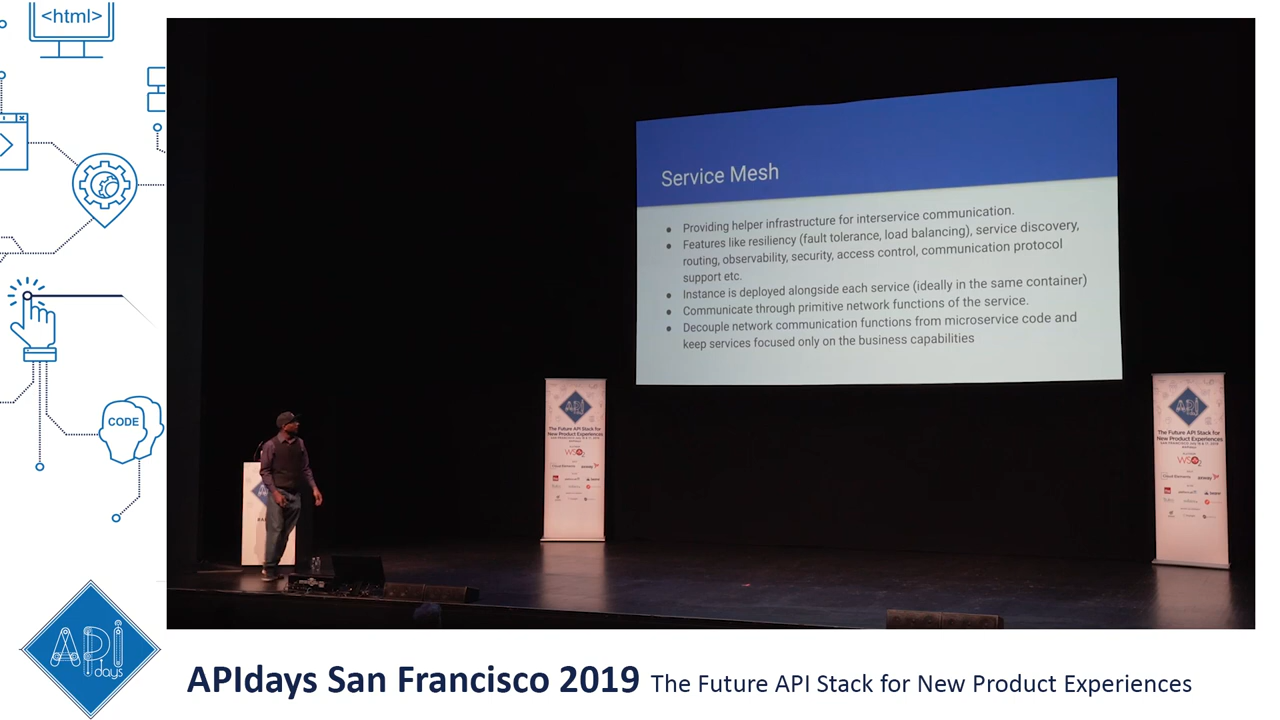 <html>
CODE
Service Mesh
Providing helper infrastructure for interservice communication.
Features like resiliency (fault tolerance, load balancing), service discovery,
routing, observability, security, access control, communication protocol
support etc.
Instance is deployed alongside each service (ideally in the same container)
Communicate through primitive network functions of the service.
Decouple network communication functions from microservice code and
keep services focused only on the business capabilities
API
The Future API Stack for
New Product Experiences
WSO2
API
The Future API Stack for
New Product Experiences
WSO2
API
days
APIdays San Francisco 2019 The Future API Stack for New Product Experiences